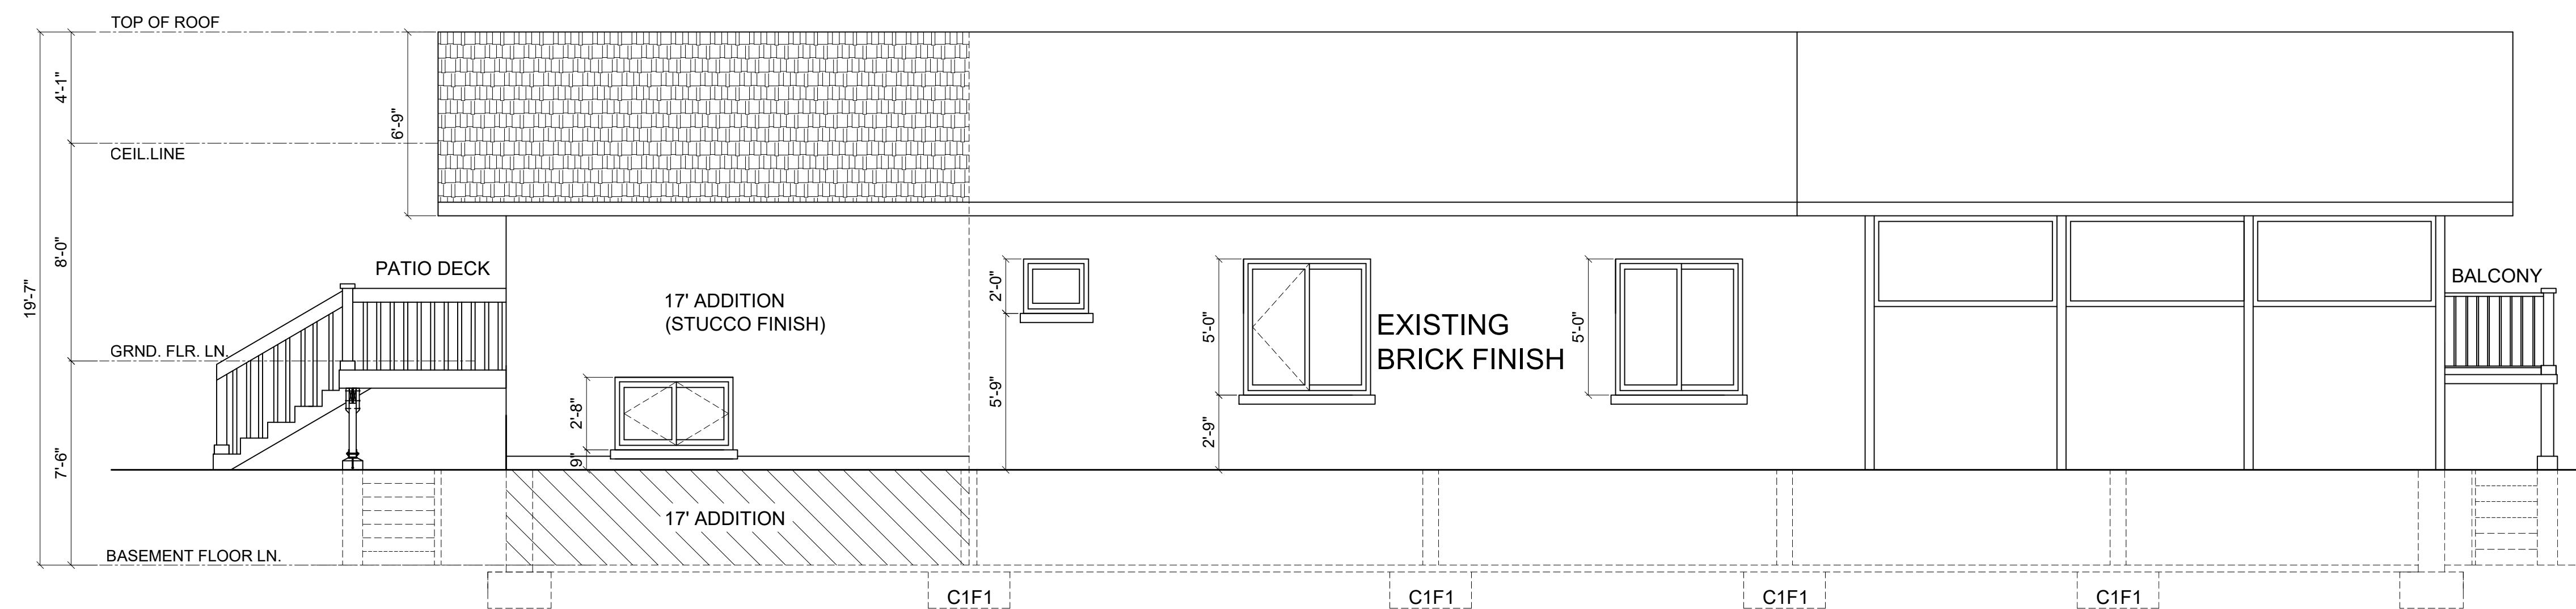 TOP OF ROOF
4'-1"
6'-9"
CEIL.LINE
8'-0"
19'-7"
PATIO DECK
17' ADDITION
(STUCCO FINISH)
2'-0"
5'-0"
EXISTING
BRICK FINISH
5'-0"
BALCONY
GRND. FLR. LN.
2'-8"
5'-9"
2'-9"
9"
7'-6"
17' ADDITION
BASEMENT FLOOR LN.
C1F1
C1F1
C1F1
C1F1